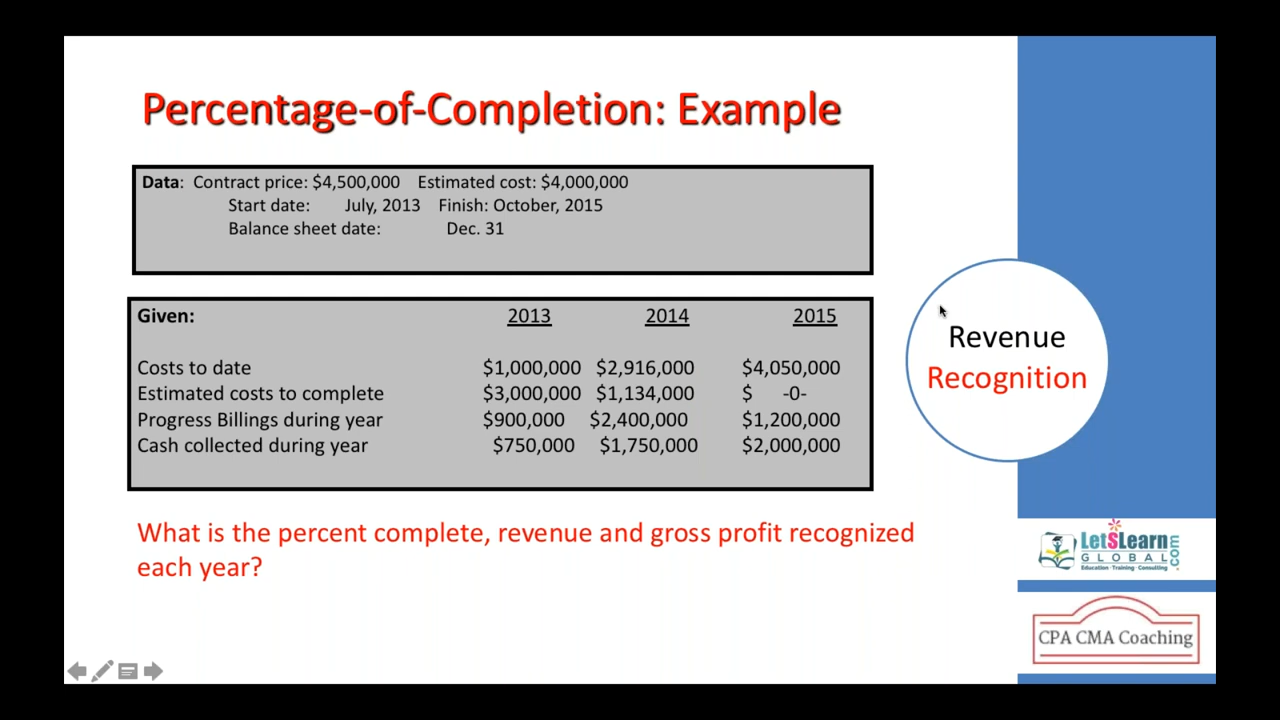 Percentage-of-Completion: Example
Data: Contract price: $4,500,000 Estimated cost: $4,000,000
Start date: July, 2013 Finish: October, 2015
Balance sheet date: Dec. 31
Given: 2013 2014 2015
Costs to date $1,000,000 $2,916,000 $4,050,000
Estimated costs to complete $3,000,000 $1,134,000 $ -0-
Progress Billings during year $900,000 $2,400,000 $1,200,000
Cash collected during year $750,000 $1,750,000 $2,000,000
What is the percent complete, revenue and gross profit recognized
each year?
Revenue
Recognition
LetSLearn
GLOBAL.com
Education · Training · Consulting
CPA CMA Coaching